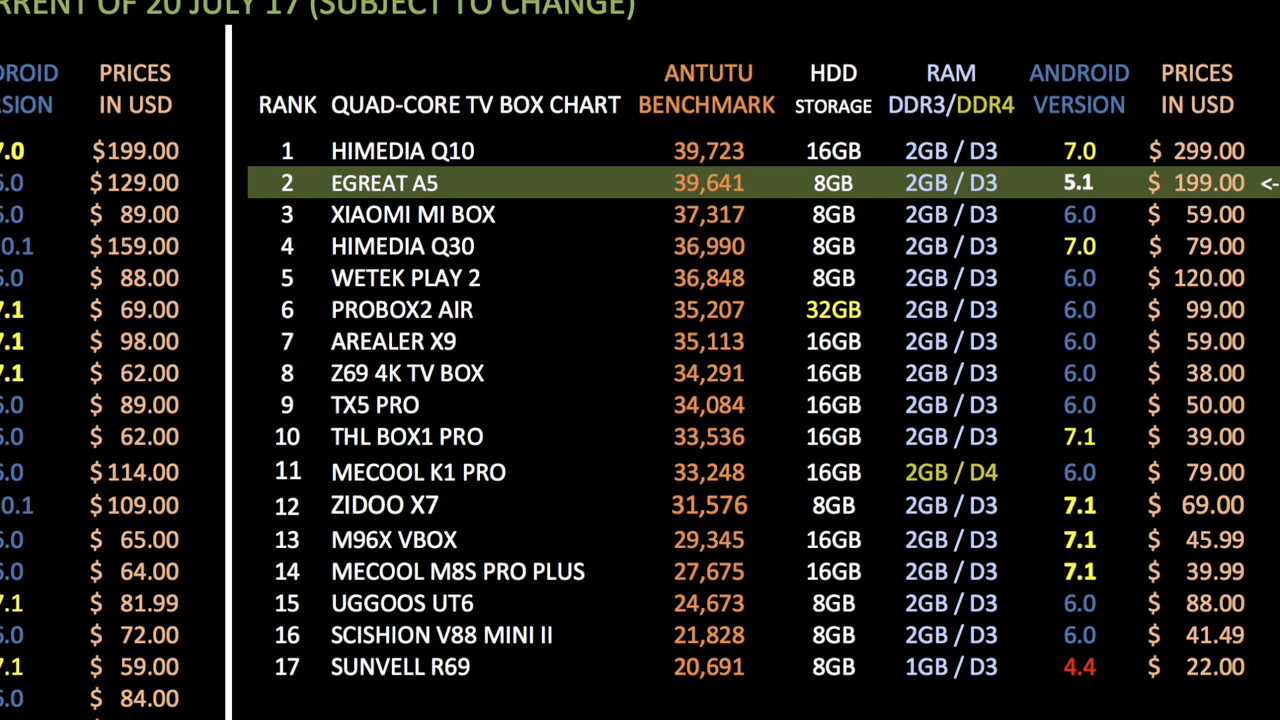 RRENT OF 20 JULY 17 (SUBJECT TO CHANGE)
DROID PRICES ANTUTU HDD RAM ANDROID PRICES
RSION IN USD RANK QUAD-CORE TV BOX CHART BENCHMARK STORAGE DDR3/DDR4 VERSION IN USD
7.0 $199.00 1 HIMEDIA Q10 39,723 16GB 2GB / D3 7.0 $ 299.00
6.0 $129.00 2 EGREAT A5 39,641 8GB 2GB / D3 5.1 $ 199.00 <-
6.0 $ 89.00 3 XIAOMI MI BOX 37,317 8GB 2GB / D3 6.0 $ 59.00
0.1 $159.00 4 HIMEDIA Q30 36,990 8GB 2GB / D3 7.0 $ 79.00
6.0 $ 88.00 5 WETEK PLAY 2 36,848 8GB 2GB / D3 6.0 $ 120.00
7.1 $ 69.00 6 PROBOX2 AIR 35,207 32GB 2GB / D3 6.0 $ 99.00
7.1 $ 98.00 7 AREALER X9 35,113 16GB 2GB / D3 6.0 $ 59.00
7.1 $ 62.00 8 Z69 4K TV BOX 34,291 16GB 2GB / D3 6.0 $ 38.00
6.0 $ 89.00 9 TX5 PRO 34,084 16GB 2GB / D3 6.0 $ 50.00
6.0 $ 62.00 10 THL BOX1 PRO 33,536 16GB 2GB / D3 7.1 $ 39.00
6.0 $114.00 11 MECOOL K1 PRO 33,248 16GB 2GB / D4 6.0 $ 79.00
0.1 $109.00 12 ZIDOO X7 31,576 8GB 2GB / D3 7.1 $ 69.00
6.0 $ 65.00 13 M96X VBOX 29,345 16GB 2GB / D3 7.1 $ 45.99
6.0 $ 64.00 14 MECOOL M8S PRO PLUS 27,675 16GB 2GB / D3 7.1 $ 39.99
7.1 $ 81.99 15 UGGOOS UT6 24,673 8GB 2GB / D3 6.0 $ 88.00
6.0 $ 72.00 16 SCISHION V88 MINI II 21,828 8GB 2GB / D3 6.0 $ 41.49
7.1 $ 59.00 17 SUNVELL R69 20,691 8GB 1GB / D3 4.4 $ 22.00
6.0 $ 84.00